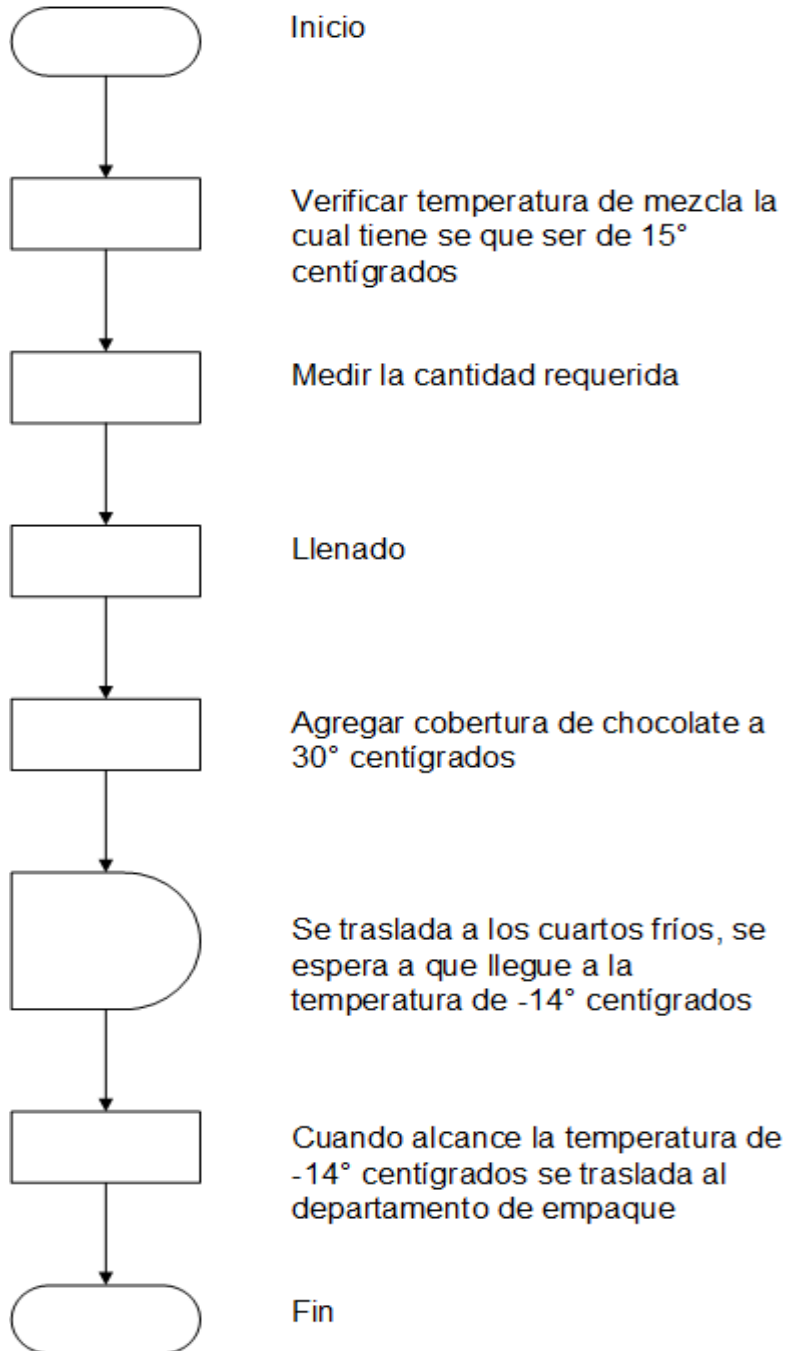 Inicio
Verificar temperatura de mezcla la
cual tiene se que ser de 15°
centígrados
Medir la cantidad requerida
Llenado
Agregar cobertura de chocolate a
30° centígrados
Se traslada a los cuartos fríos, se
espera a que llegue a la
temperatura de -14° centígrados
Cuando alcance la temperatura de
-14° centígrados se traslada al
departamento de empaque
Fin